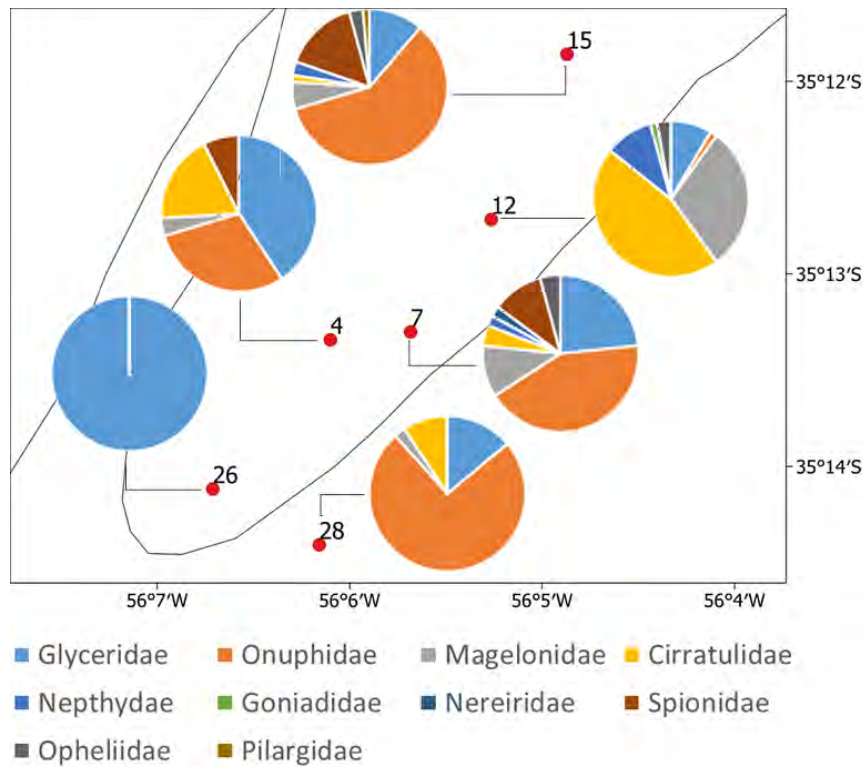 15
35°12'S
12
35°13'S
4
7
26
35°14'S
28
56°7'W 56°6'W 56°5'W 56°4'W
Glyceridae Onuphidae Magelonidae Cirratulidae
Nepthydae Goniadidae Nereiridae Spionidae
Opheliidae Pilargidae